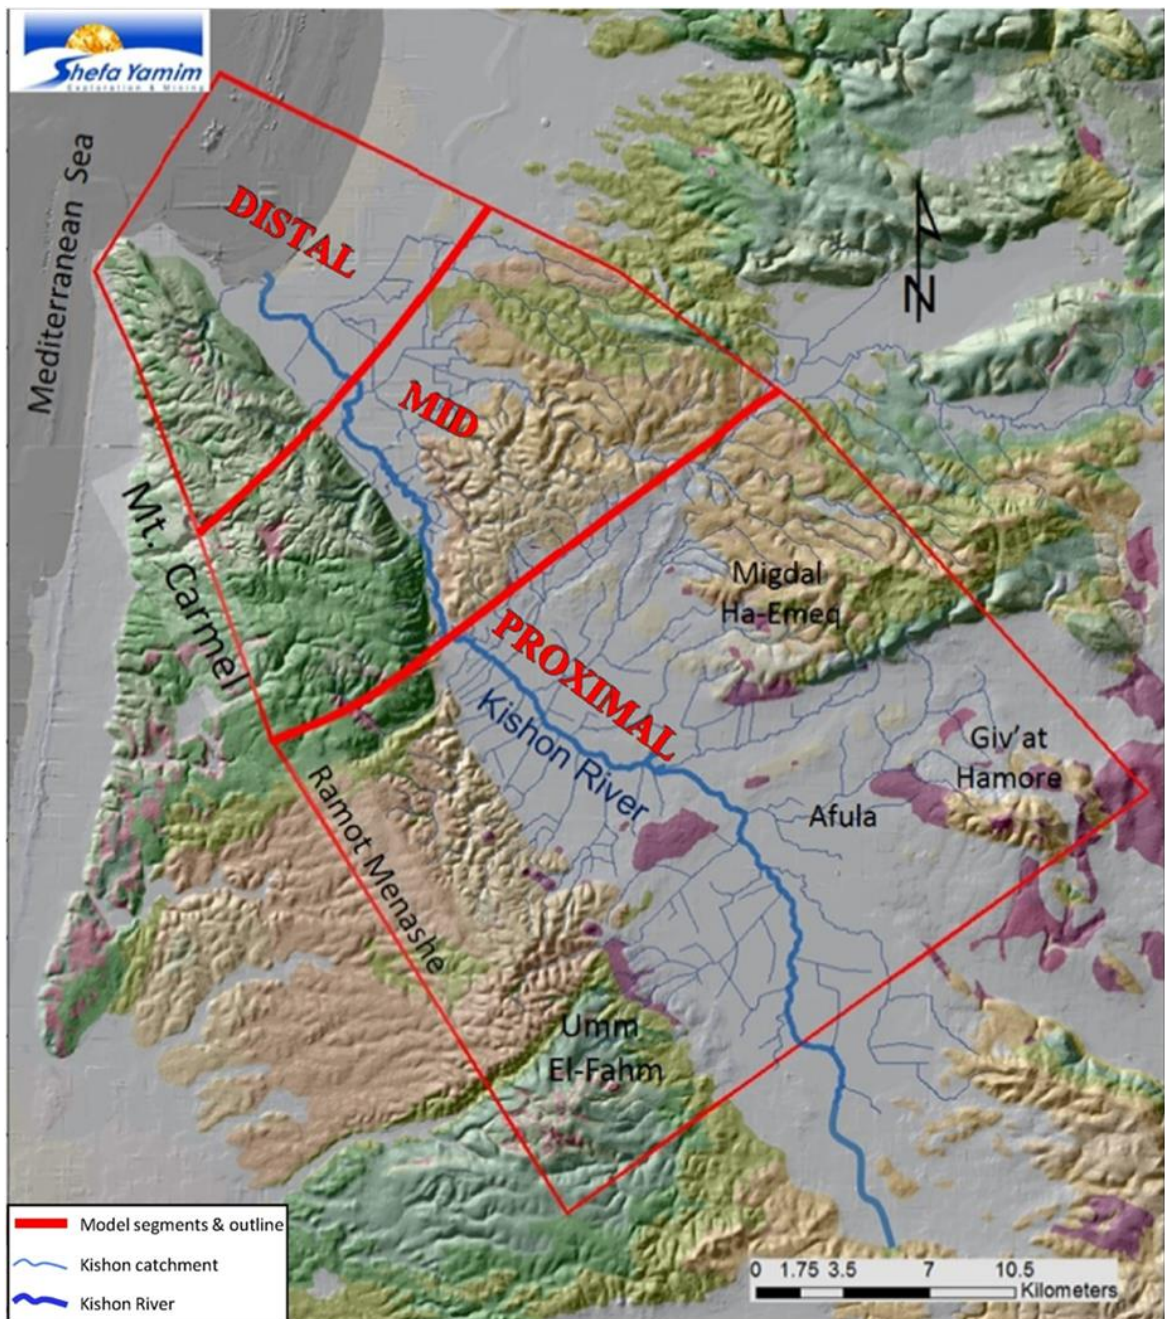 Shefa Yamim
Exploration & Mining
Mediterranean Sea
DISTAL
MID
N
Mt. Carmel
Migdal
Ha-Emeq
PROXIMAL
Kishon River
Giv'at
Hamore
Afula
Ramot Menashe
Umm
El-Fahm
Model segments & outline
Kishon catchment
Kishon River
0 1.75 3.5 7 10.5
Kilometers